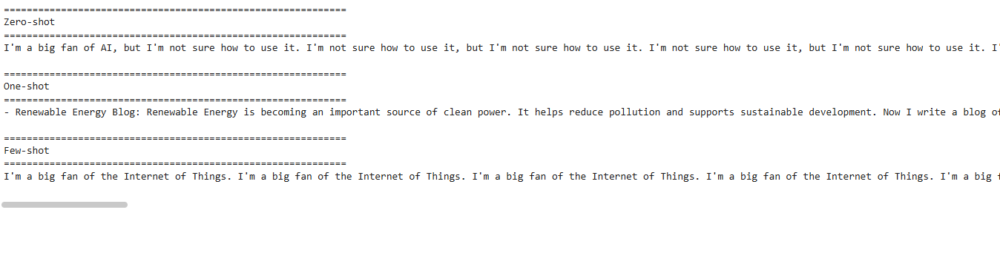 ============================================================
Zero-shot
============================================================
I'm a big fan of AI, but I'm not sure how to use it. I'm not sure how to use it, but I'm not sure how to use it. I'm not sure how to use it, but I'm not sure how to use it.
============================================================
One-shot
============================================================
- Renewable Energy Blog: Renewable Energy is becoming an important source of clean power. It helps reduce pollution and supports sustainable development. Now I write a blog
============================================================
Few-shot
============================================================
I'm a big fan of the Internet of Things. I'm a big fan of the Internet of Things. I'm a big fan of the Internet of Things. I'm a big fan of the Internet of Things. I'm a big